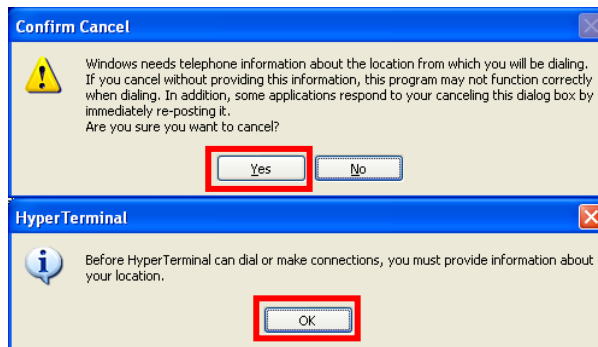 Confirm Cancel
Windows needs telephone information about the location from which you will be dialing.
If you cancel without providing this information, this program may not function correctly
when dialing. In addition, some applications respond to your canceling this dialog box by
immediately re-posting it.
Are you sure you want to cancel?
Yes No
HyperTerminal
Before HyperTerminal can dial or make connections, you must provide information about
your location.
OK